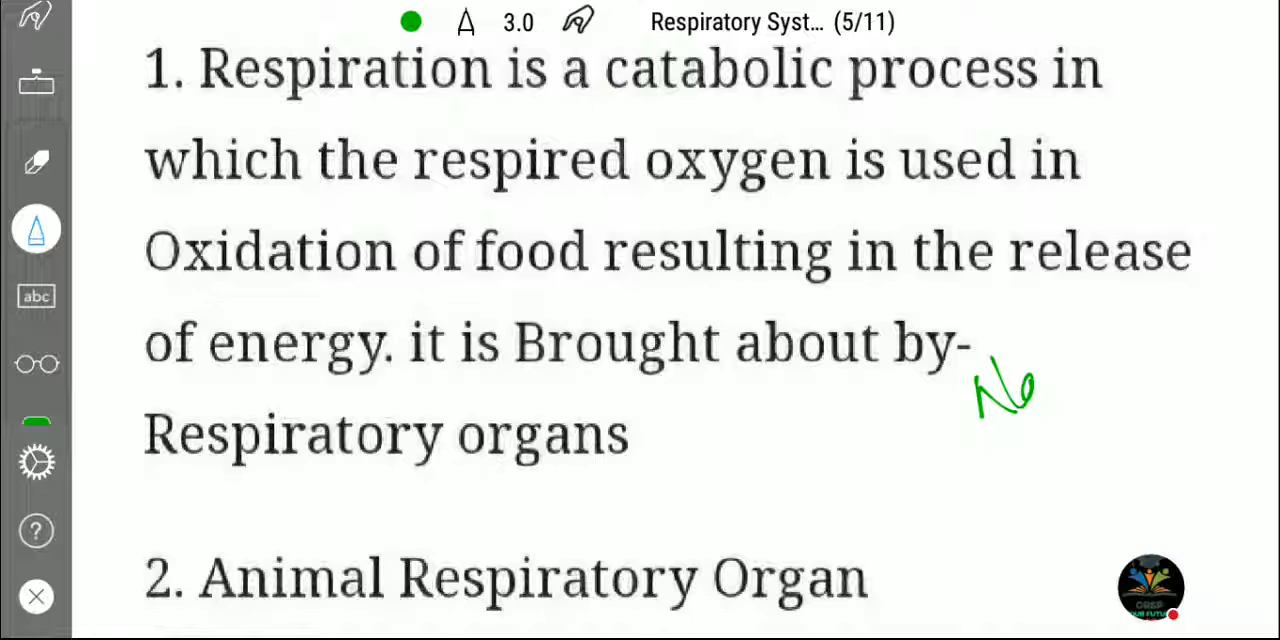 3.0 Respiratory Syst... (5/11)
1. Respiration is a catabolic process in
which the respired oxygen is used in
Oxidation of food resulting in the release
of energy. it is Brought about by-
No
Respiratory organs
abc
2. Animal Respiratory Organ